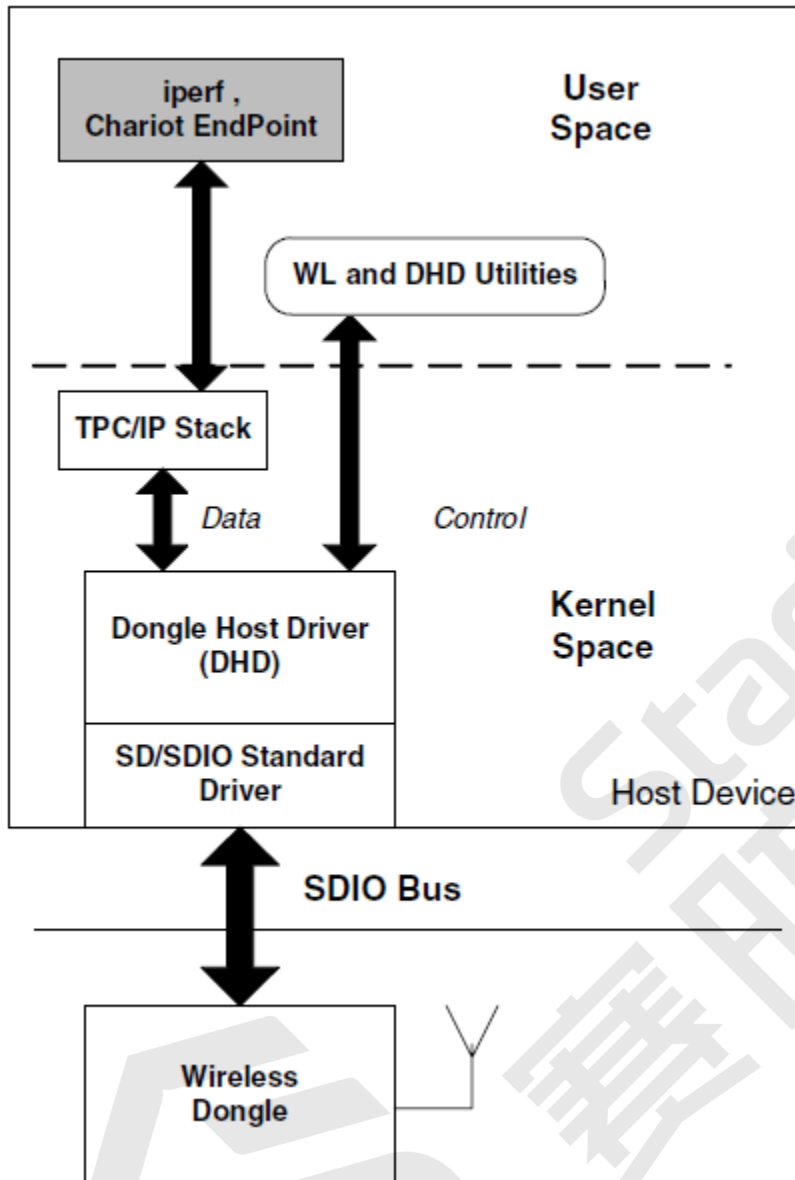 iperf ,
Chariot EndPoint
User
Space
WL and DHD Utilities
TPC/IP Stack
Data
Control
Dongle Host Driver
(DHD)
Kernel
Space
SD/SDIO Standard
Driver
Host Device
SDIO Bus
Wireless
Dongle